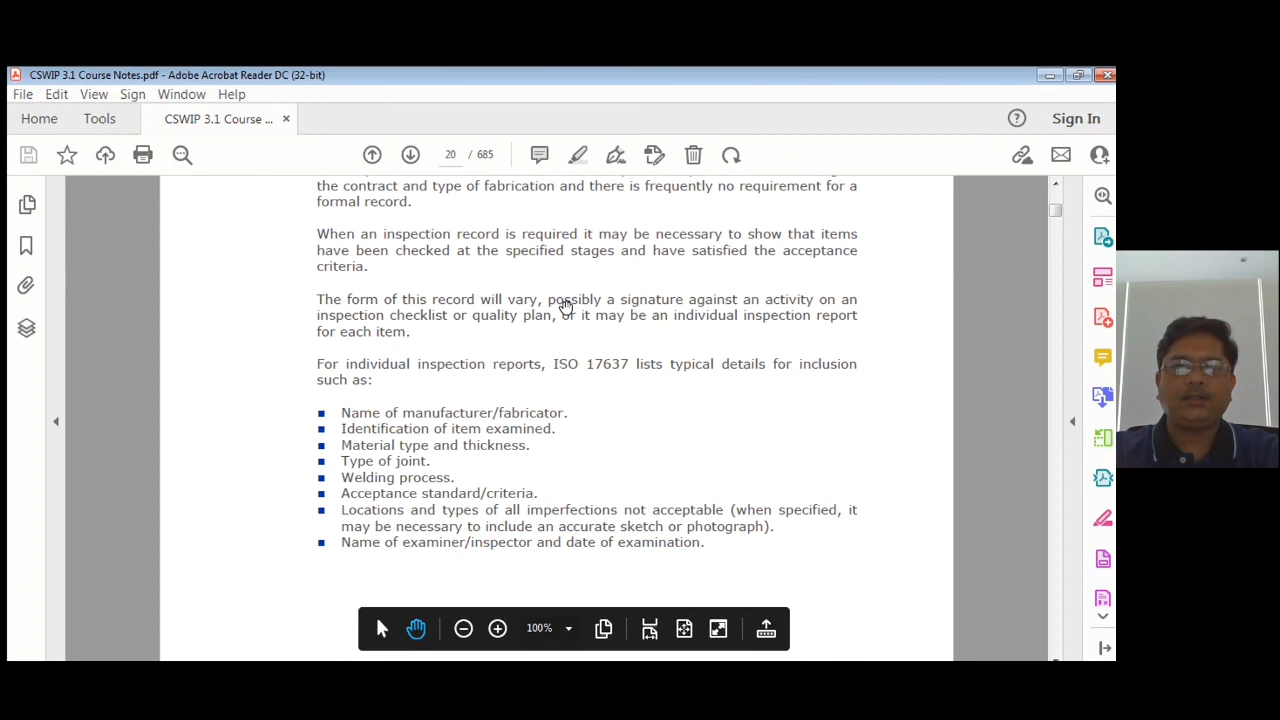 CSWIP 3.1 Course Notes.pdf - Adobe Acrobat Reader DC (32-bit)
File Edit View Sign Window Help
Home Tools CSWIP 3.1 Course ... × Sign In
20 / 685
the contract and type of fabrication and there is frequently no requirement for a
formal record.
When an inspection record is required it may be necessary to show that items
have been checked at the specified stages and have satisfied the acceptance
criteria.
The form of this record will vary, possibly a signature against an activity on an
inspection checklist or quality plan, or it may be an individual inspection report
for each item.
For individual inspection reports, ISO 17637 lists typical details for inclusion
such as:
Name of manufacturer/fabricator.
Identification of item examined.
Material type and thickness.
Type of joint.
Welding process.
Acceptance standard/criteria.
Locations and types of all imperfections not acceptable (when specified, it
may be necessary to include an accurate sketch or photograph).
Name of examiner/inspector and date of examination.
100%